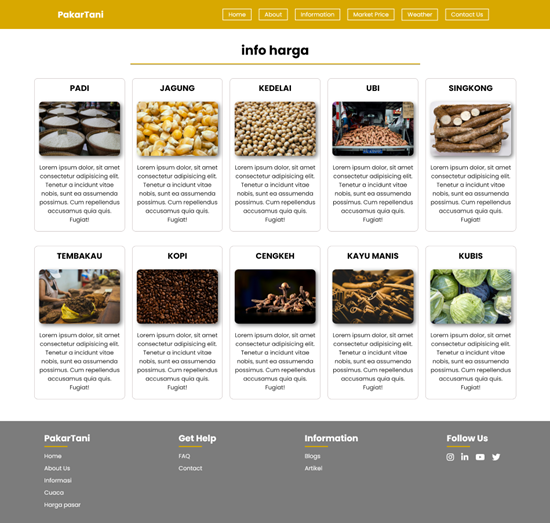 PakarTani
Home
About
Information
Market Price
Weather
Contact Us
info harga
PADI
Lorem ipsum dolor, sit amet
consectetur adipisicing elit.
Tenetur a incidunt vitae
nobis, sunt ea assumenda
possimus. Cum repellendus
accusamus quia quis.
Fugiat!
JAGUNG
Lorem ipsum dolor, sit amet
consectetur adipisicing elit.
Tenetur a incidunt vitae
nobis, sunt ea assumenda
possimus. Cum repellendus
accusamus quia quis.
Fugiat!
KEDELAI
Lorem ipsum dolor, sit amet
consectetur adipisicing elit.
Tenetur a incidunt vitae
nobis, sunt ea assumenda
possimus. Cum repellendus
accusamus quia quis.
Fugiat!
UBI
Lorem ipsum dolor, sit amet
consectetur adipisicing elit.
Tenetur a incidunt vitae
nobis, sunt ea assumenda
possimus. Cum repellendus
accusamus quia quis.
Fugiat!
SINGKONG
Lorem ipsum dolor, sit amet
consectetur adipisicing elit.
Tenetur a incidunt vitae
nobis, sunt ea assumenda
possimus. Cum repellendus
accusamus quia quis.
Fugiat!
TEMBAKAU
Lorem ipsum dolor, sit amet
consectetur adipisicing elit.
Tenetur a incidunt vitae
nobis, sunt ea assumenda
possimus. Cum repellendus
accusamus quia quis.
Fugiat!
KOPI
Lorem ipsum dolor, sit amet
consectetur adipisicing elit.
Tenetur a incidunt vitae
nobis, sunt ea assumenda
possimus. Cum repellendus
accusamus quia quis.
Fugiat!
CENGKEH
Lorem ipsum dolor, sit amet
consectetur adipisicing elit.
Tenetur a incidunt vitae
nobis, sunt ea assumenda
possimus. Cum repellendus
accusamus quia quis.
Fugiat!
KAYU MANIS
Lorem ipsum dolor, sit amet
consectetur adipisicing elit.
Tenetur a incidunt vitae
nobis, sunt ea assumenda
possimus. Cum repellendus
accusamus quia quis.
Fugiat!
KUBIS
Lorem ipsum dolor, sit amet
consectetur adipisicing elit.
Tenetur a incidunt vitae
nobis, sunt ea assumenda
possimus. Cum repellendus
accusamus quia quis.
Fugiat!
PakarTani
Home
About Us
Informasi
Cuaca
Harga pasar
Get Help
FAQ
Contact
Information
Blogs
Artikel
Follow Us